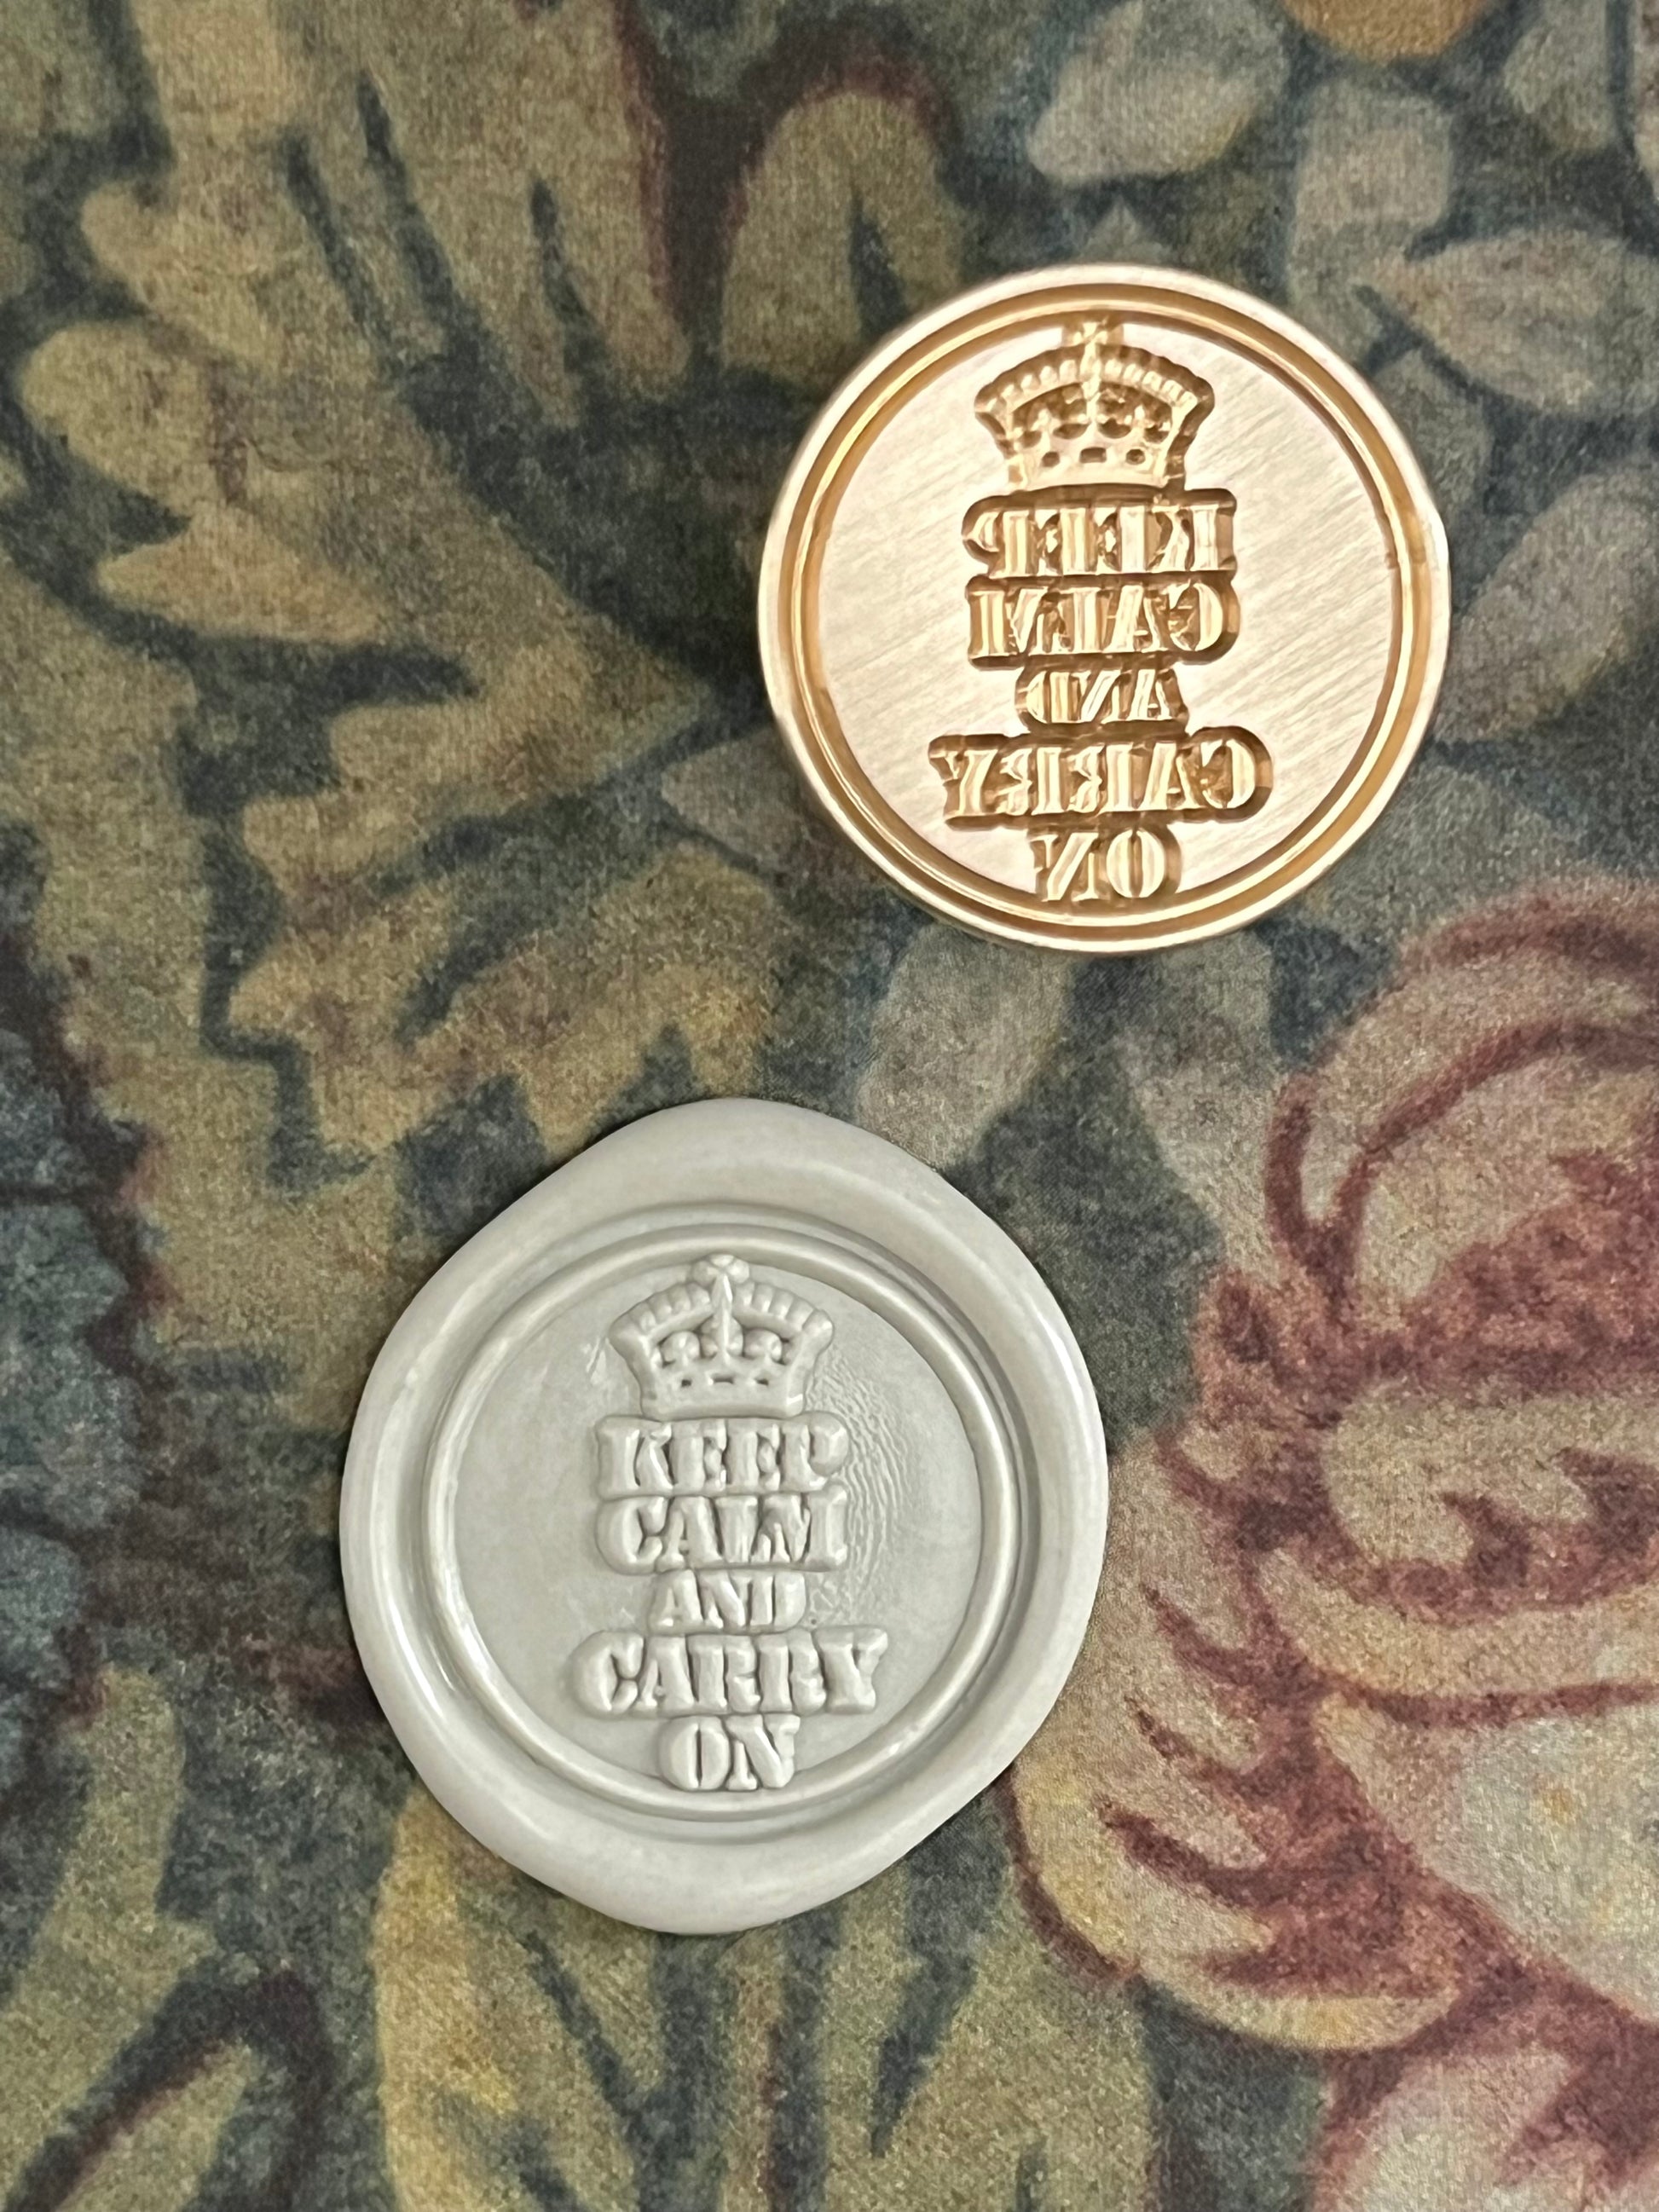 KEEP
CALM
AND
CARRY
ON
KEEP
CALM
AND
CARRY
ON